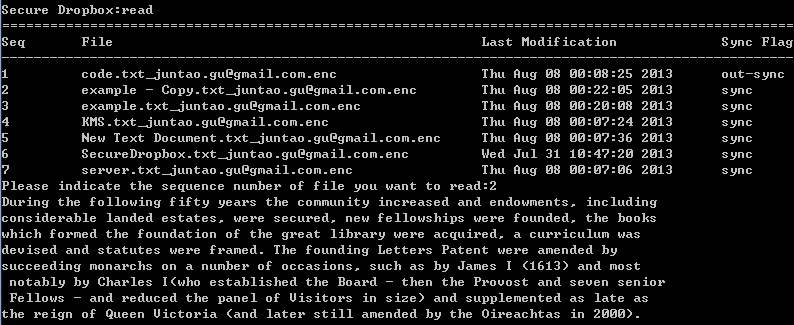 Secure Dropbox:read
================================================================================
Seq File Last Modification Sync Flag
--------------------------------------------------------------------------------
1 code.txt_juntao.gu@gmail.com.enc Thu Aug 08 00:08:25 2013 out-sync
2 example - Copy.txt_juntao.gu@gmail.com.enc Thu Aug 08 00:22:05 2013 sync
3 example.txt_juntao.gu@gmail.com.enc Thu Aug 08 00:20:08 2013 sync
4 KMS.txt_juntao.gu@gmail.com.enc Thu Aug 08 00:07:24 2013 sync
5 New Text Document.txt_juntao.gu@gmail.com.enc Thu Aug 08 00:07:36 2013 sync
6 SecureDropbox.txt_juntao.gu@gmail.com.enc Wed Jul 31 10:47:20 2013 sync
7 server.txt_juntao.gu@gmail.com.enc Thu Aug 08 00:07:06 2013 sync
Please indicate the sequence number of file you want to read:2
During the following fifty years the community increased and endowments, including
considerable landed estates, were secured, new fellowships were founded, the books
which formed the foundation of the great library were acquired, a curriculum was
devised and statutes were framed. The founding Letters Patent were amended by
succeeding monarchs on a number of occasions, such as by James I (1613) and most
notably by Charles I(who established the Board - then the Provost and seven senior
Fellows - and reduced the panel of Visitors in size) and supplemented as late as
the reign of Queen Victoria (and later still amended by the Oireachtas in 2000).